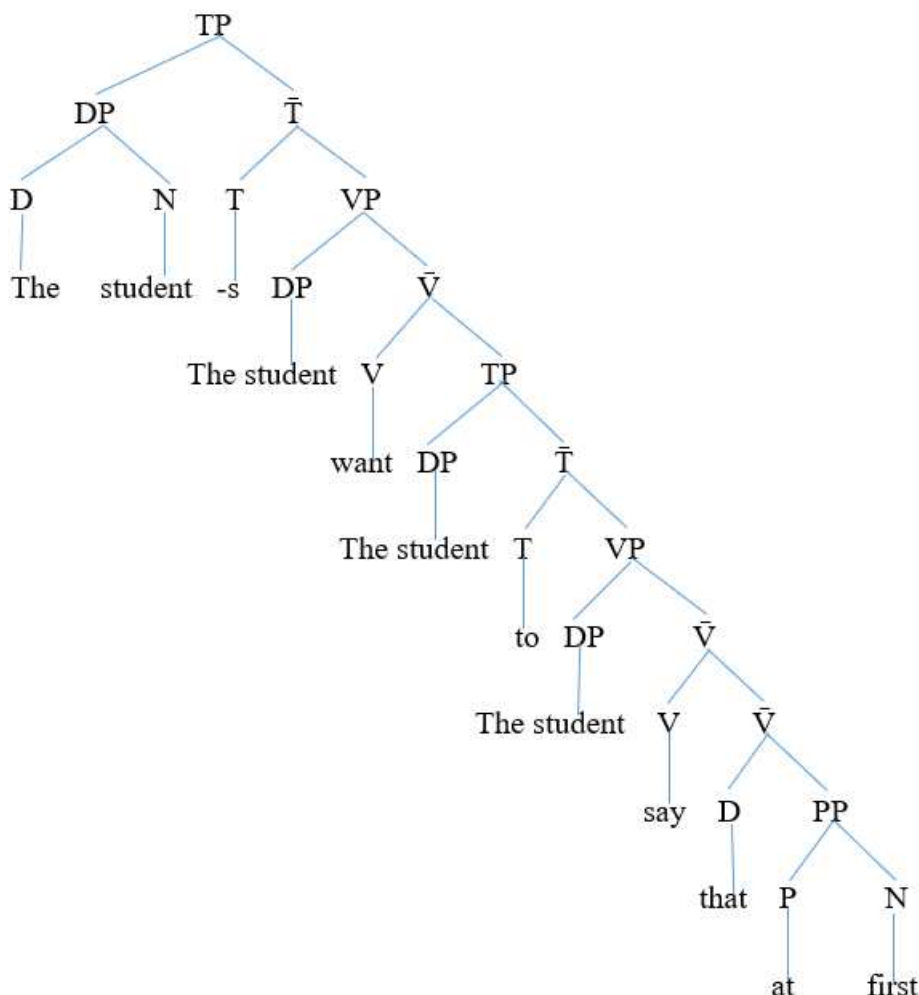 TP
DP T̄
D N T VP
The student -s DP V̄
The student V TP
want DP T̄
The student T VP
to DP V̄
The student V V̄
say D PP
that P N
at first